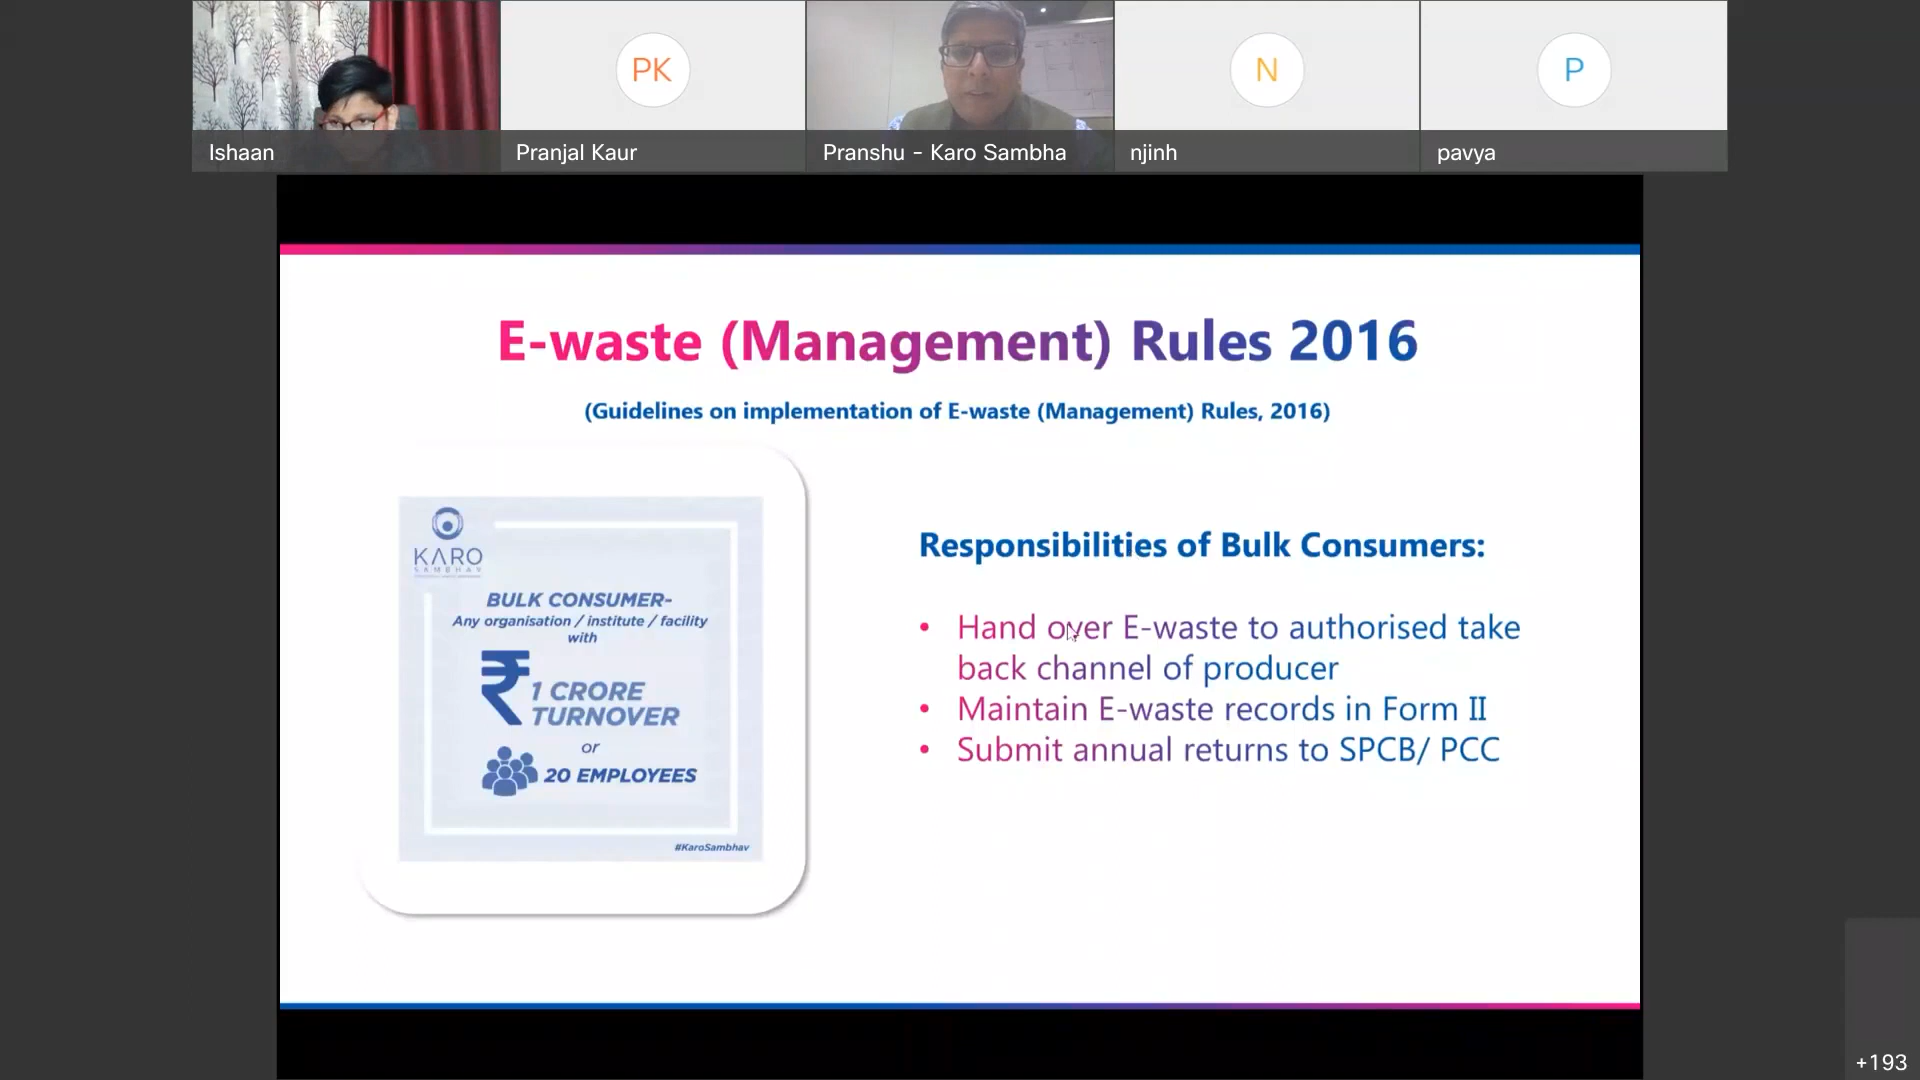 PK
N
P
Ishaan
Pranjal Kaur
Pranshu - Karo Sambha
njinh
pavya
E-waste (Management) Rules 2016
(Guidelines on implementation of E-waste (Management) Rules, 2016)
KARO
SAMBHAV
BULK CONSUMER-
Any organisation / institute / facility
with
₹ 1 CRORE
TURNOVER
or
20 EMPLOYEES
#KaroSambhav
Responsibilities of Bulk Consumers:
• Hand over E-waste to authorised take
back channel of producer
• Maintain E-waste records in Form II
• Submit annual returns to SPCB/ PCC
+193